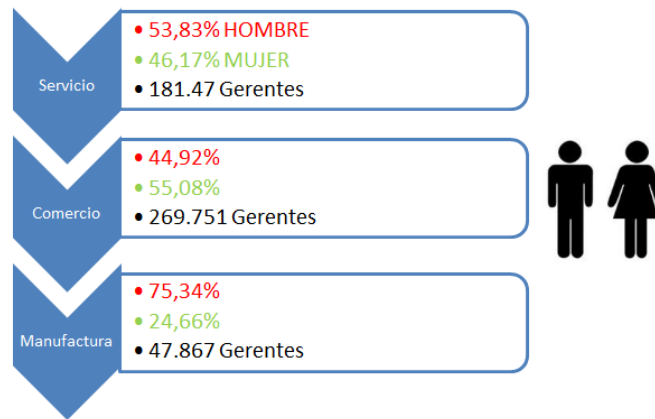 Servicio
• 53,83% HOMBRE
• 46,17% MUJER
• 181.47 Gerentes
Comercio
• 44,92%
• 55,08%
• 269.751 Gerentes
Manufactura
• 75,34%
• 24,66%
• 47.867 Gerentes